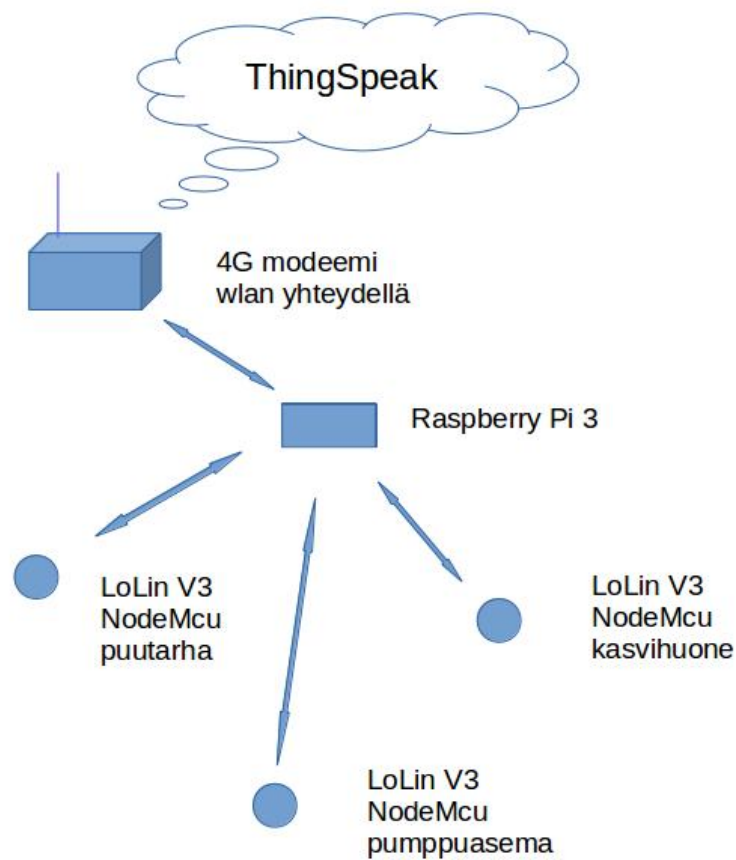 ThingSpeak
4G modeemi
wlan yhteydellä
Raspberry Pi 3
LoLin V3
NodeMcu
puutarha
LoLin V3
NodeMcu
kasvihuone
LoLin V3
NodeMcu
pumppuasema